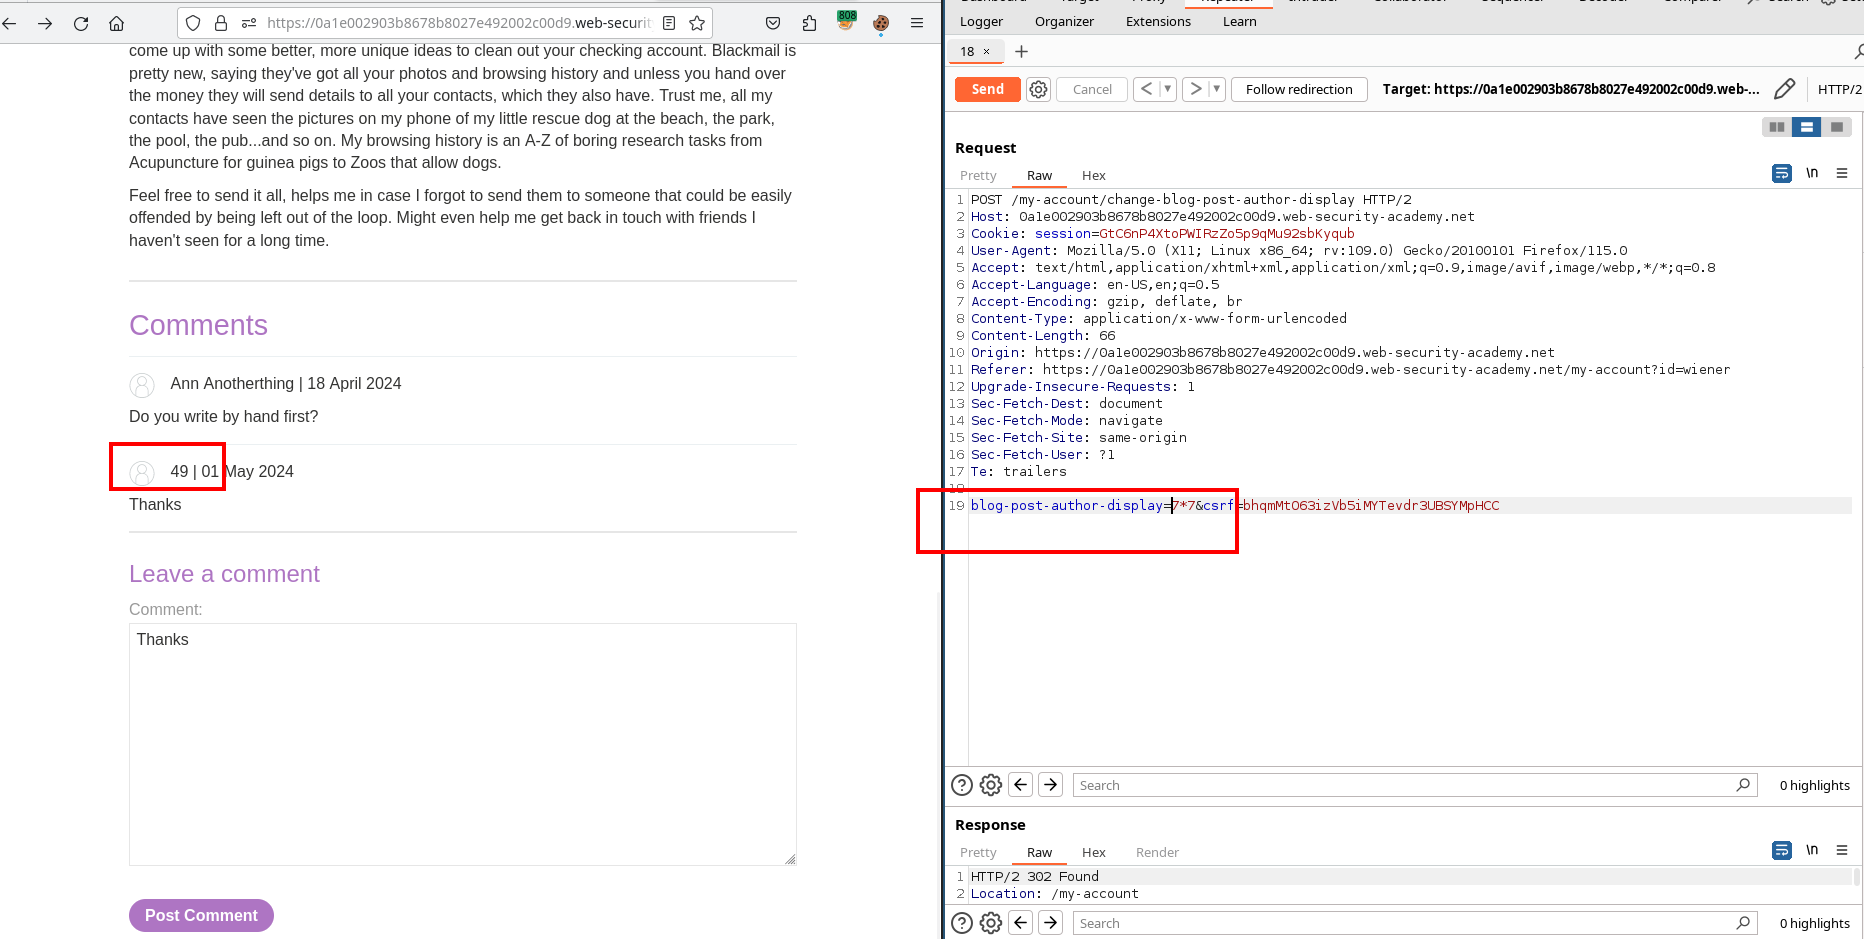 https://0a1e002903b8678b8027e492002c00d9.web-securit
808
come up with some better, more unique ideas to clean out your checking account. Blackmail is
pretty new, saying they've got all your photos and browsing history and unless you hand over
the money they will send details to all your contacts, which they also have. Trust me, all my
contacts have seen the pictures on my phone of my little rescue dog at the beach, the park,
the pool, the pub...and so on. My browsing history is an A-Z of boring research tasks from
Acupuncture for guinea pigs to Zoos that allow dogs.
Feel free to send it all, helps me in case I forgot to send them to someone that could be easily
offended by being left out of the loop. Might even help me get back in touch with friends I
haven't seen for a long time.
Comments
Ann Anotherthing | 18 April 2024
Do you write by hand first?
49 | 01 May 2024
Thanks
Leave a comment
Comment:
Thanks
Post Comment
Logger Organizer Extensions Learn
18 × +
Send Cancel < > Follow redirection Target: https://0a1e002903b8678b8027e492002c00d9.web-... HTTP/2
Request
Pretty Raw Hex \n
1 POST /my-account/change-blog-post-author-display HTTP/2
2 Host: 0a1e002903b8678b8027e492002c00d9.web-security-academy.net
3 Cookie: session=GtC6nP4XtoPWIRzZo5p9qMu92sbKyqub
4 User-Agent: Mozilla/5.0 (X11; Linux x86_64; rv:109.0) Gecko/20100101 Firefox/115.0
5 Accept: text/html,application/xhtml+xml,application/xml;q=0.9,image/avif,image/webp,*/*;q=0.8
6 Accept-Language: en-US,en;q=0.5
7 Accept-Encoding: gzip, deflate, br
8 Content-Type: application/x-www-form-urlencoded
9 Content-Length: 66
10 Origin: https://0a1e002903b8678b8027e492002c00d9.web-security-academy.net
11 Referer: https://0a1e002903b8678b8027e492002c00d9.web-security-academy.net/my-account?id=wiener
12 Upgrade-Insecure-Requests: 1
13 Sec-Fetch-Dest: document
14 Sec-Fetch-Mode: navigate
15 Sec-Fetch-Site: same-origin
16 Sec-Fetch-User: ?1
17 Te: trailers
18
19 blog-post-author-display=7*7&csrf=bhqmMtO63izVb5iMYTevdr3UBSYMpHCC
Search 0 highlights
Response
Pretty Raw Hex Render \n
1 HTTP/2 302 Found
2 Location: /my-account
Search 0 highlights